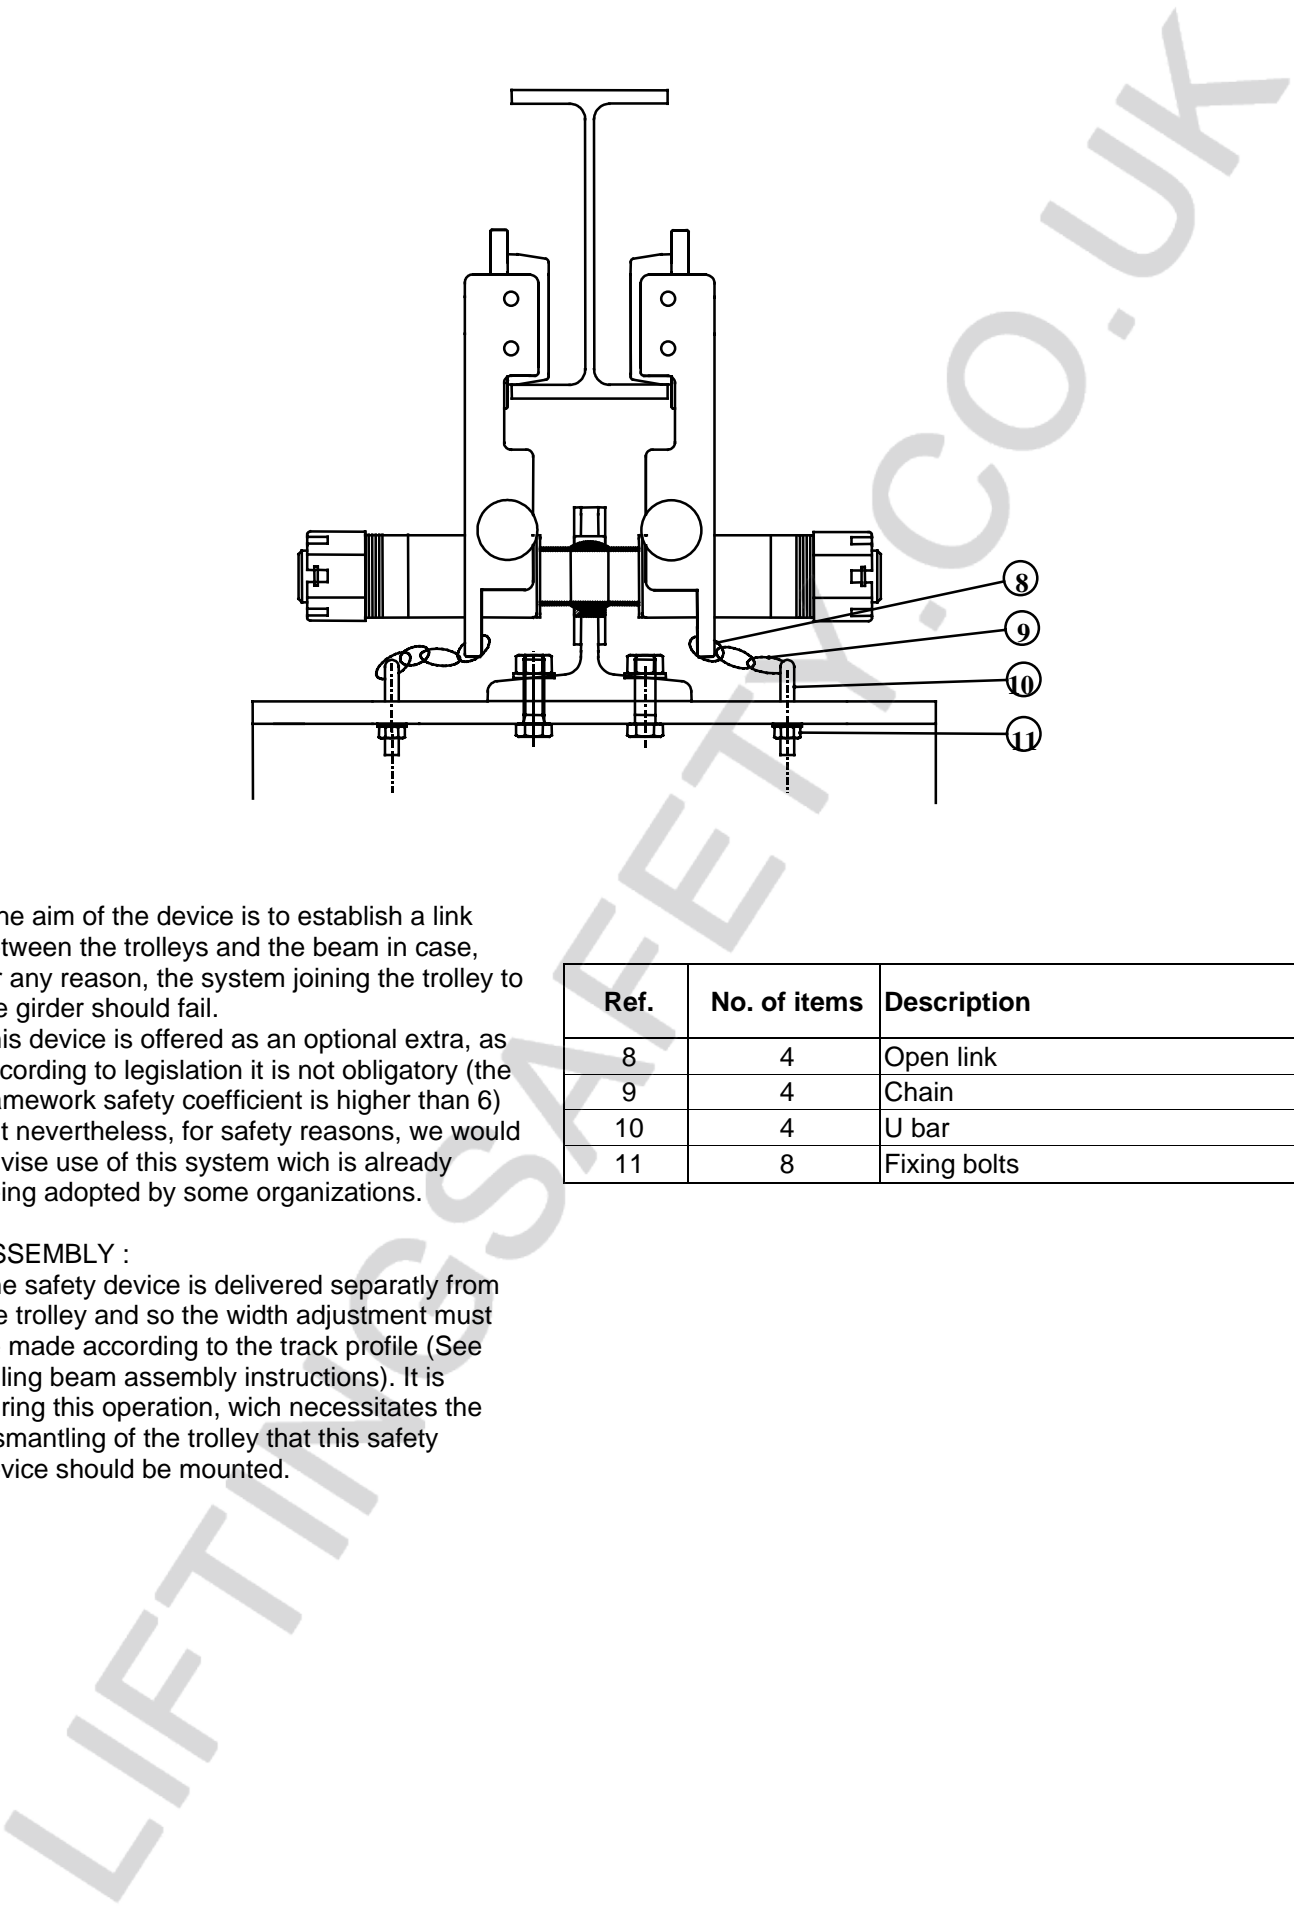 8
9
10
11
he aim of the device is to establish a link
tween the trolleys and the beam in case,
r any reason, the system joining the trolley to
e girder should fail.
is device is offered as an optional extra, as
cording to legislation it is not obligatory (the
amework safety coefficient is higher than 6)
t nevertheless, for safety reasons, we would
vise use of this system wich is already
ing adopted by some organizations.
SSEMBLY :
he safety device is delivered separatly from
e trolley and so the width adjustment must
made according to the track profile (See
ling beam assembly instructions). It is
ring this operation, wich necessitates the
smantling of the trolley that this safety
vice should be mounted.
Ref. No. of items Description
8 4 Open link
9 4 Chain
10 4 U bar
11 8 Fixing bolts
LIFTINGSAFETY.CO.UK